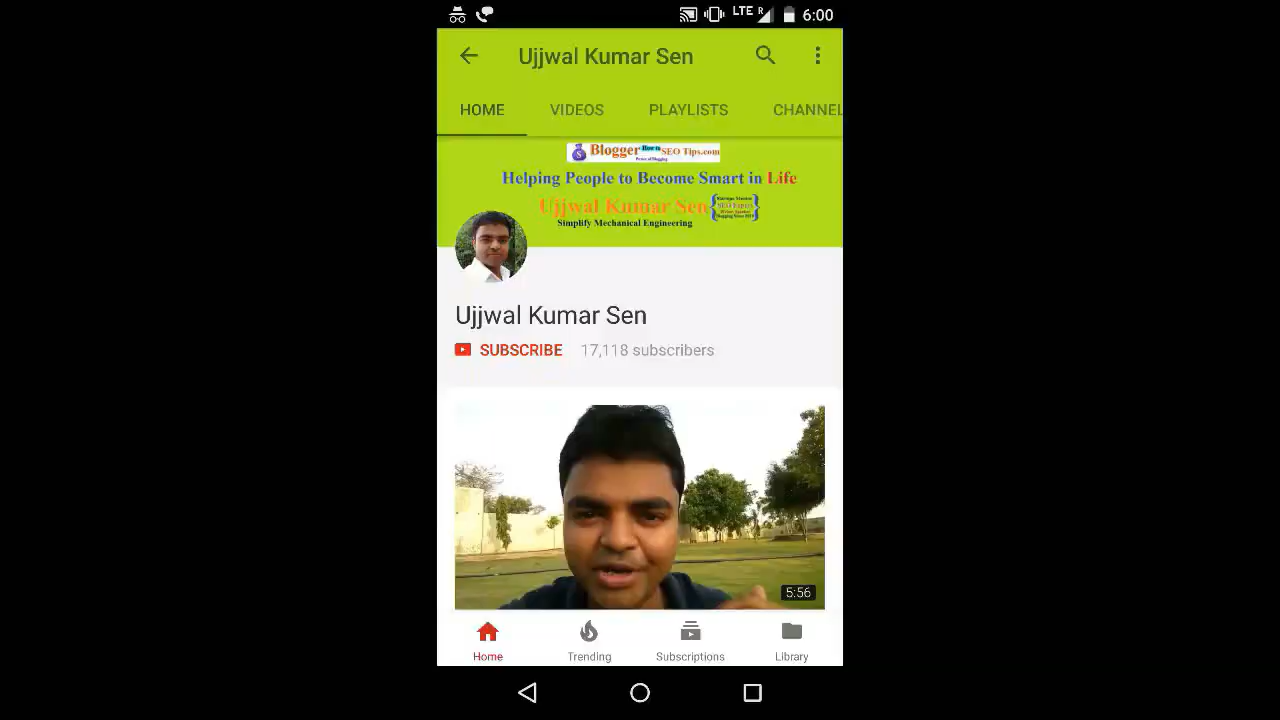 LTE R 6:00
Ujjwal Kumar Sen
HOME VIDEOS PLAYLISTS CHANNEL
$ Blogger How to SEO Tips.com
Helping People to Become Smart in Life
Ujjwal Kumar Sen
Simplify Mechanical Engineering
Ujjwal Kumar Sen
SUBSCRIBE 17,118 subscribers
5:56
Home Trending Subscriptions Library